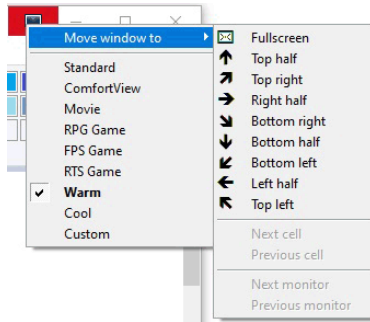 Move window to
Standard
ComfortView
Movie
RPG Game
FPS Game
RTS Game
Warm
Cool
Custom
Fullscreen
Top half
Top right
Right half
Bottom right
Bottom half
Bottom left
Left half
Top left
Next cell
Previous cell
Next monitor
Previous monitor